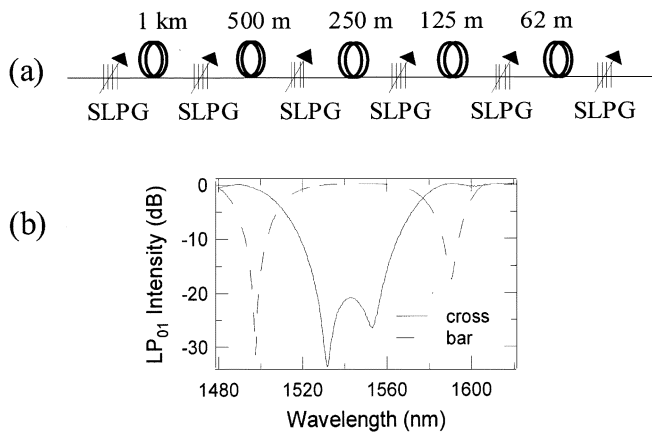 1 km 500 m 250 m 125 m 62 m
(a)
SLPG SLPG SLPG SLPG SLPG SLPG
(b)
LP01 Intensity (dB)
0
-10
-20
-30
cross
bar
1480 1520 1560 1600
Wavelength (nm)